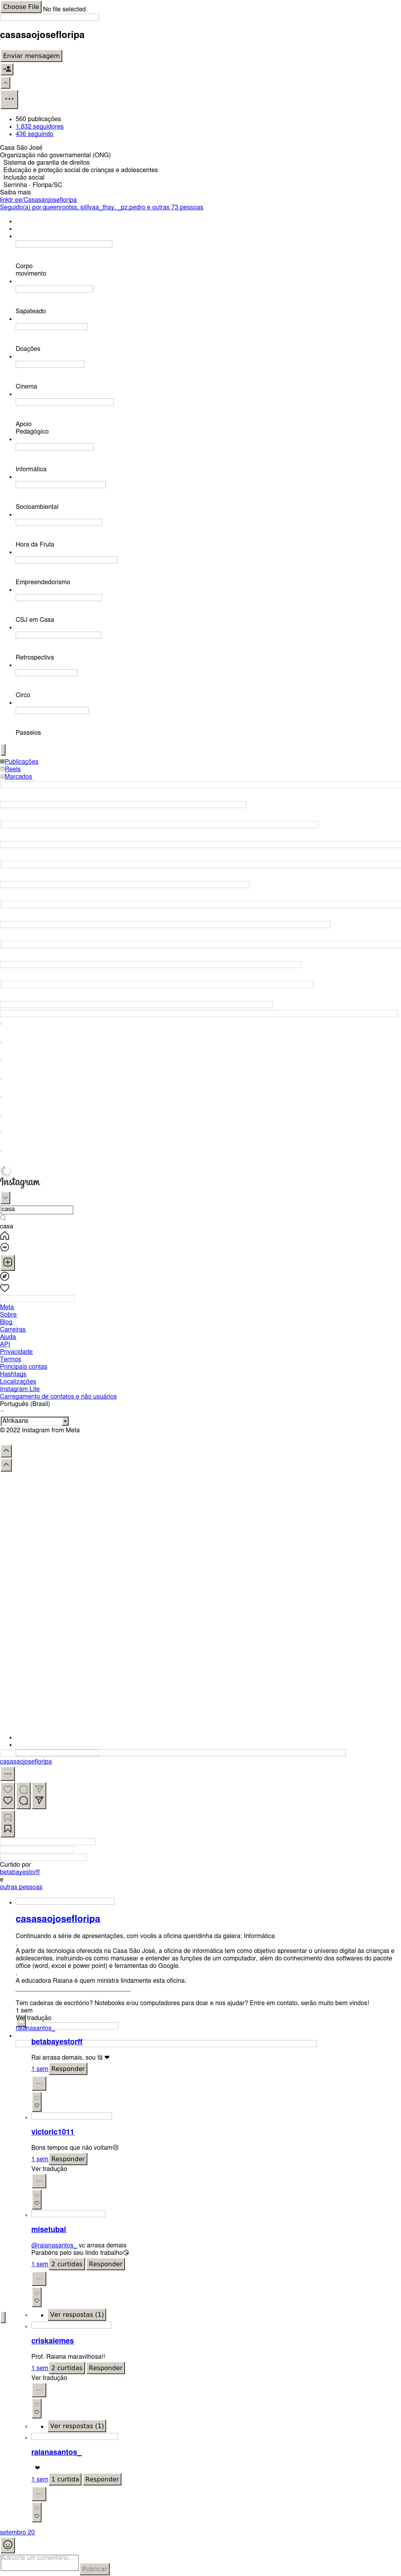 Choose File No file selected
casasaojosefloripa
Enviar mensagem
560 publicações
1.832 seguidores
436 seguindo
Casa São José
Organização não governamental (ONG)
Sistema de garantia de direitos
Educação e proteção social de crianças e adolescentes
Inclusão social
Serrinha - Floripa/SC
Saiba mais
linktr.ee/Casasaojosefloripa
Seguido(a) por queenrootss, silllvaa_thay, _pz.pedro e outras 73 pessoas
Corpo
movimento
Sapateado
Doações
Cinema
Apoio
Pedagógico
Informática
Socioambiental
Hora da Fruta
Empreendedorismo
CSJ em Casa
Retrospectiva
Circo
Passeios
Publicações
Reels
Marcados
Instagram
casa
casa
Meta
Sobre
Blog
Carreiras
Ajuda
API
Privacidade
Termos
Principais contas
Hashtags
Localizações
Instagram Lite
Carregamento de contatos e não usuários
Português (Brasil)
Afrikaans
© 2022 Instagram from Meta
casasaojosefloripa
Curtido por
betabayestorff
e
outras pessoas
casasaojosefloripa
Continuando a série de apresentações, com vocês a oficina queridinha da galera: Informática
.
A partir da tecnologia oferecida na Casa São José, a oficina de informática tem como objetivo apresentar o universo digital às crianças e
adolescentes, instruindo-os como manusear e entender as funções de um computador, além do conhecimento dos softwares do pacote
office (word, excel e power point) e ferramentas do Google.
.
A educadora Raiana é quem ministra lindamente esta oficina.
___________________________________
Tem cadeiras de escritório? Notebooks e/ou computadores para doar e nos ajudar? Entre em contato, serão muito bem vindos!
1 sem
Ver tradução
raianasantos_
betabayestorff
Rai arrasa demais, sou fã ❤
1 sem Responder
victoric1011
Bons tempos que não voltam😢
1 sem Responder
Ver tradução
misetubal
@raianasantos_ vc arrasa demais
Parabéns pelo seu lindo trabalho😘
1 sem 2 curtidas Responder
Ver respostas (1)
criskalemes
Prof. Raiana maravilhosa!!
1 sem 2 curtidas Responder
Ver tradução
Ver respostas (1)
raianasantos_
❤
1 sem 1 curtida Responder
setembro 20
Adicione um comentário...
Publicar